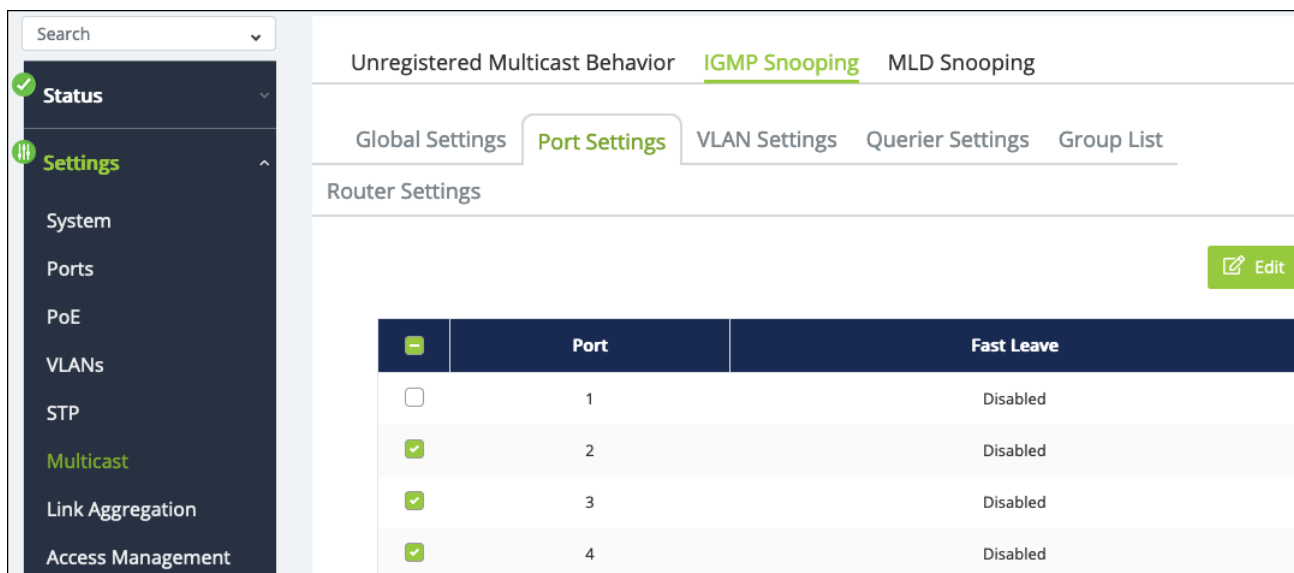 Search
Status
Settings
System
Ports
PoE
VLANs
STP
Multicast
Link Aggregation
Access Management
Unregistered Multicast Behavior IGMP Snooping MLD Snooping
Global Settings Port Settings VLAN Settings Querier Settings Group List
Router Settings
Edit
Port Fast Leave
1 Disabled
2 Disabled
3 Disabled
4 Disabled